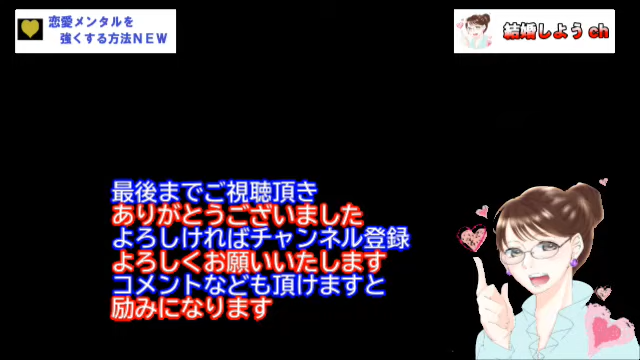 恋愛メンタルを
強くする方法NEW
結婚しよう ch
最後までご視聴頂き
ありがとうございました
よろしければチャンネル登録
よろしくお願いいたします
コメントなども頂けますと
励みになります